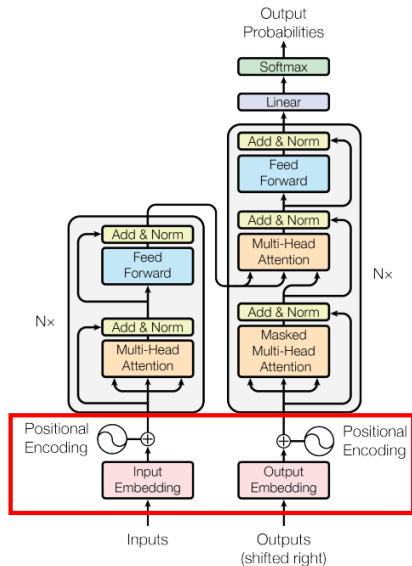 Output
Probabilities
Softmax
Linear
Add & Norm
Feed
Forward
Add & Norm
Multi-Head
Attention
Add & Norm
Masked
Multi-Head
Attention
Nx
Add & Norm
Feed
Forward
Add & Norm
Multi-Head
Attention
Nx
Positional
Encoding
Input
Embedding
Inputs
Positional
Encoding
Output
Embedding
Outputs
(shifted right)